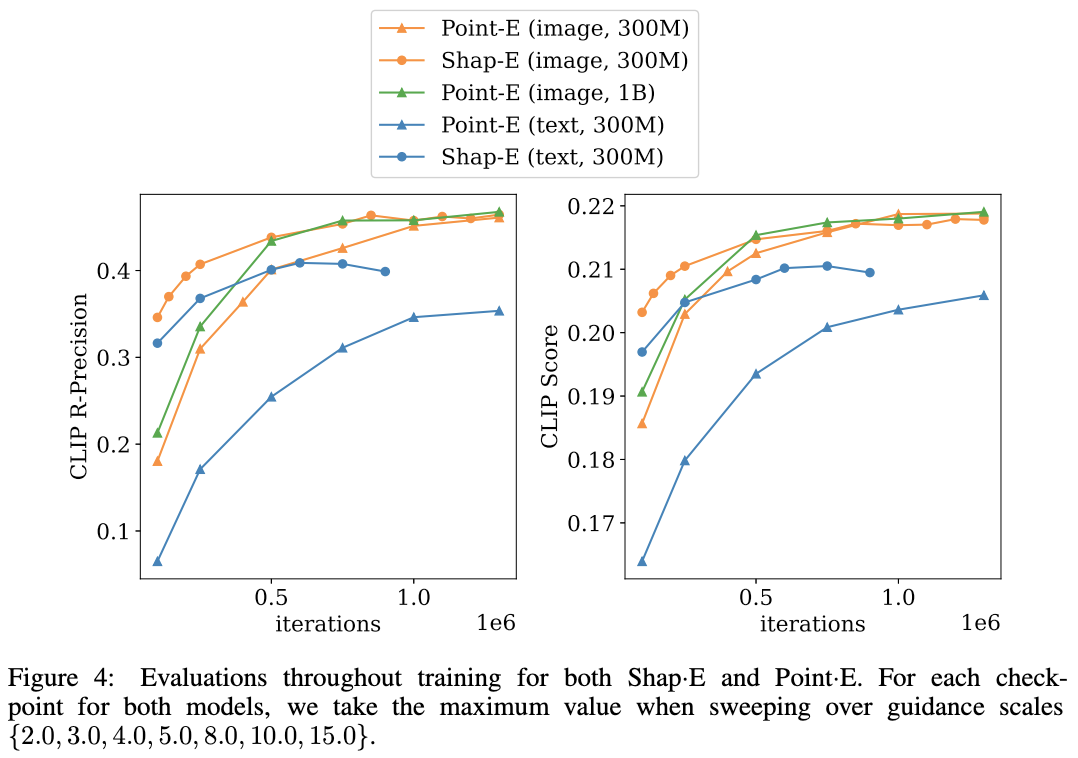 Point-E (image, 300M)
Shap-E (image, 300M)
Point-E (image, 1B)
Point-E (text, 300M)
Shap-E (text, 300M)
CLIP R-Precision
0.4
0.3
0.2
0.1
0.5
1.0
iterations
1e6
CLIP Score
0.22
0.21
0.20
0.19
0.18
0.17
0.5
1.0
iterations
1e6
Figure 4: Evaluations throughout training for both Shap·E and Point·E. For each check-
point for both models, we take the maximum value when sweeping over guidance scales
{2.0, 3.0, 4.0, 5.0, 8.0, 10.0, 15.0}.